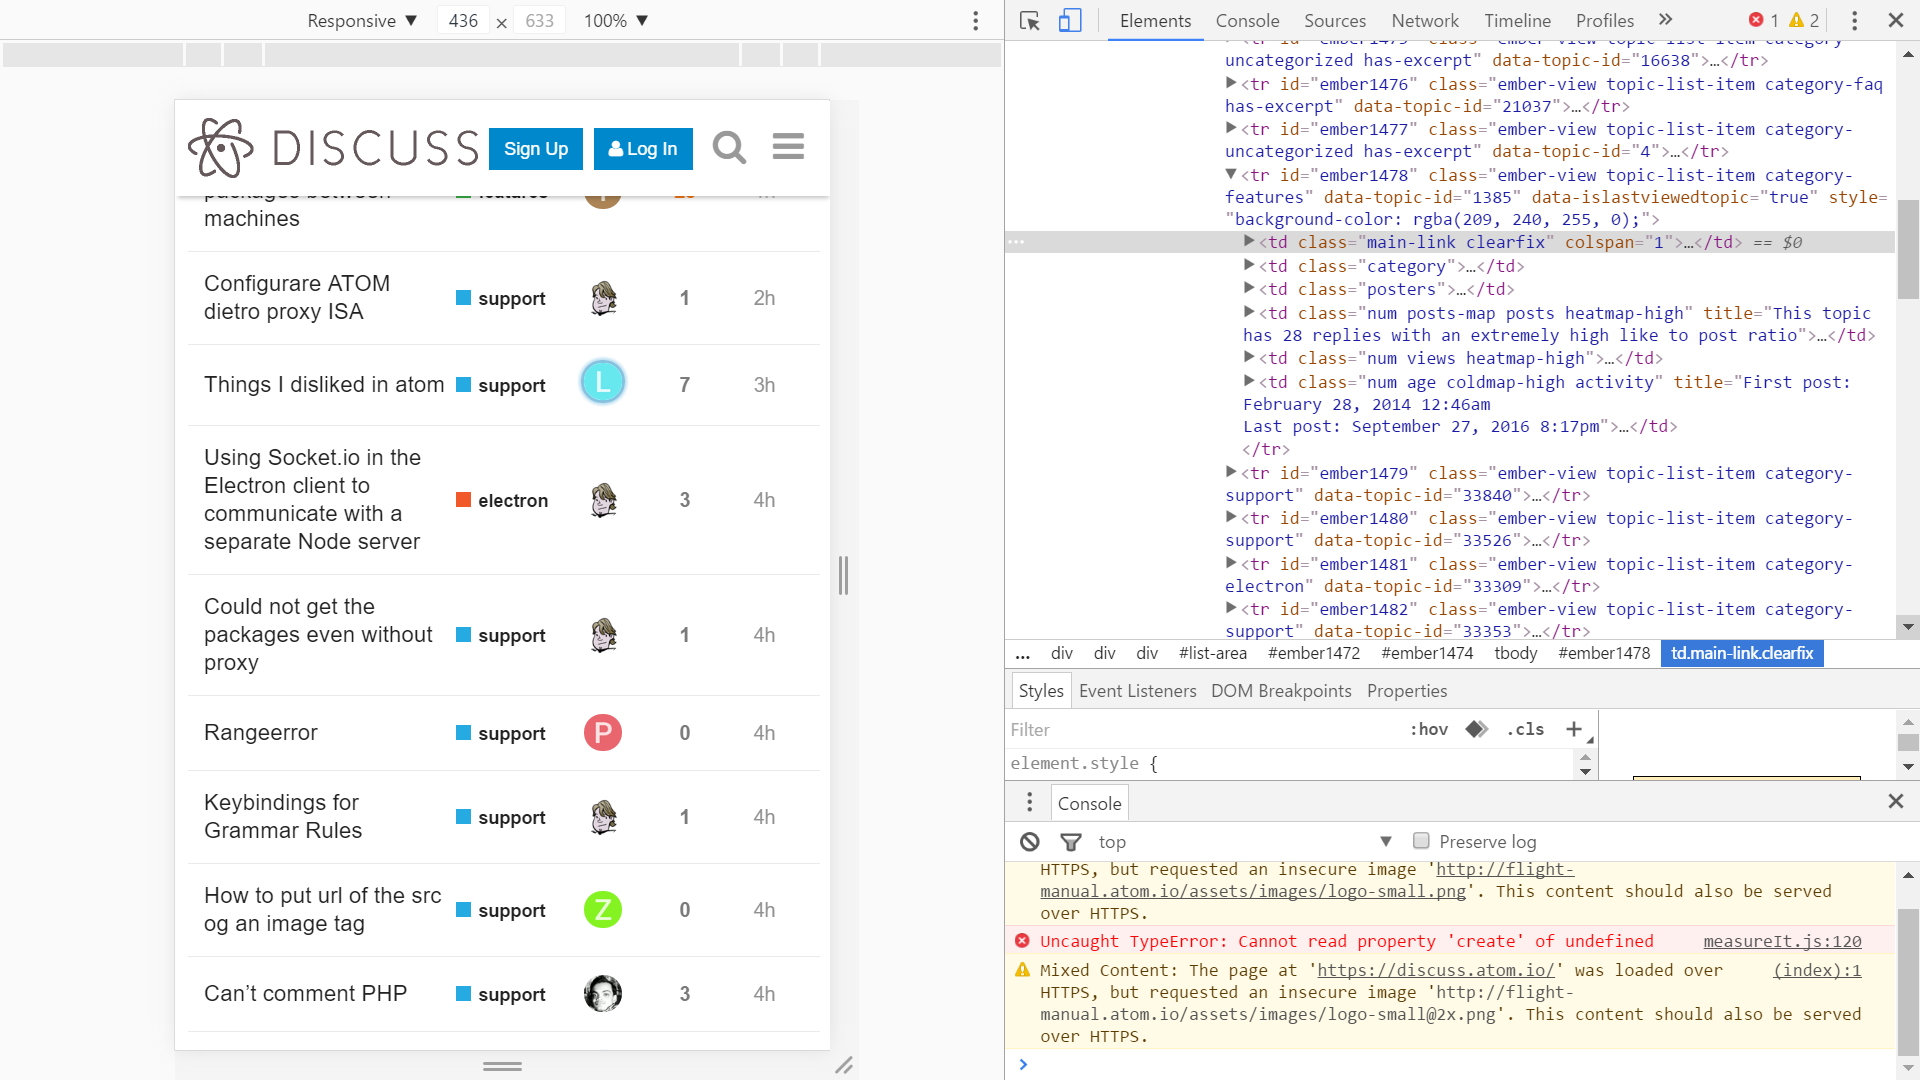 Responsive ▼ 436 × 633 100% ▼
DISCUSS Sign Up Log In
machines
Configurare ATOM
dietro proxy ISA
support 1 2h
Things I disliked in atom support L 7 3h
Using Socket.io in the
Electron client to
communicate with a
separate Node server
electron 3 4h
Could not get the
packages even without
proxy
support 1 4h
Rangeerror support P 0 4h
Keybindings for
Grammar Rules
support 1 4h
How to put url of the src
og an image tag
support Z 0 4h
Can’t comment PHP support 3 4h
Elements Console Sources Network Timeline Profiles » 1 2
uncategorized has-excerpt" data-topic-id="16638">…</tr>
<tr id="ember1476" class="ember-view topic-list-item category-faq
has-excerpt" data-topic-id="21037">…</tr>
<tr id="ember1477" class="ember-view topic-list-item category-
uncategorized has-excerpt" data-topic-id="4">…</tr>
<tr id="ember1478" class="ember-view topic-list-item category-
features" data-topic-id="1385" data-islastviewedtopic="true" style=
"background-color: rgba(209, 240, 255, 0);">
<td class="main-link clearfix" colspan="1">…</td> == $0
<td class="category">…</td>
<td class="posters">…</td>
<td class="num posts-map posts heatmap-high" title="This topic
has 28 replies with an extremely high like to post ratio">…</td>
<td class="num views heatmap-high">…</td>
<td class="num age coldmap-high activity" title="First post:
February 28, 2014 12:46am
Last post: September 27, 2016 8:17pm">…</td>
</tr>
<tr id="ember1479" class="ember-view topic-list-item category-
support" data-topic-id="33840">…</tr>
<tr id="ember1480" class="ember-view topic-list-item category-
support" data-topic-id="33526">…</tr>
<tr id="ember1481" class="ember-view topic-list-item category-
electron" data-topic-id="33309">…</tr>
<tr id="ember1482" class="ember-view topic-list-item category-
support" data-topic-id="33353">…</tr>
... div div div #list-area #ember1472 #ember1474 tbody #ember1478 td.main-link.clearfix
Styles Event Listeners DOM Breakpoints Properties
Filter :hov .cls +
element.style {
Console
top ▼ Preserve log
HTTPS, but requested an insecure image 'http://flight-
manual.atom.io/assets/images/logo-small.png'. This content should also be served
over HTTPS.
Uncaught TypeError: Cannot read property 'create' of undefined measureIt.js:120
Mixed Content: The page at 'https://discuss.atom.io/' was loaded over (index):1
HTTPS, but requested an insecure image 'http://flight-
manual.atom.io/assets/images/logo-small@2x.png'. This content should also be served
over HTTPS.